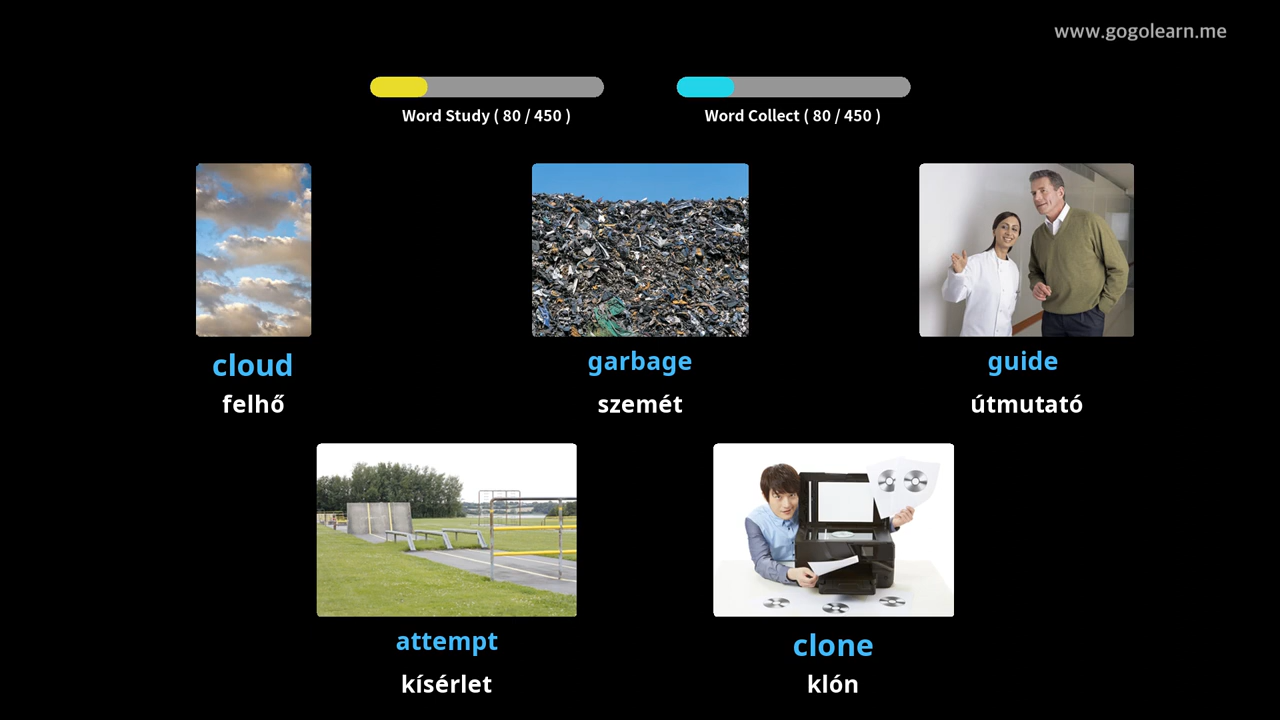 www.gogolearn.me
Word Study ( 80 / 450 )
Word Collect ( 80 / 450 )
cloud
felhő
garbage
szemét
guide
útmutató
attempt
kísérlet
clone
klón